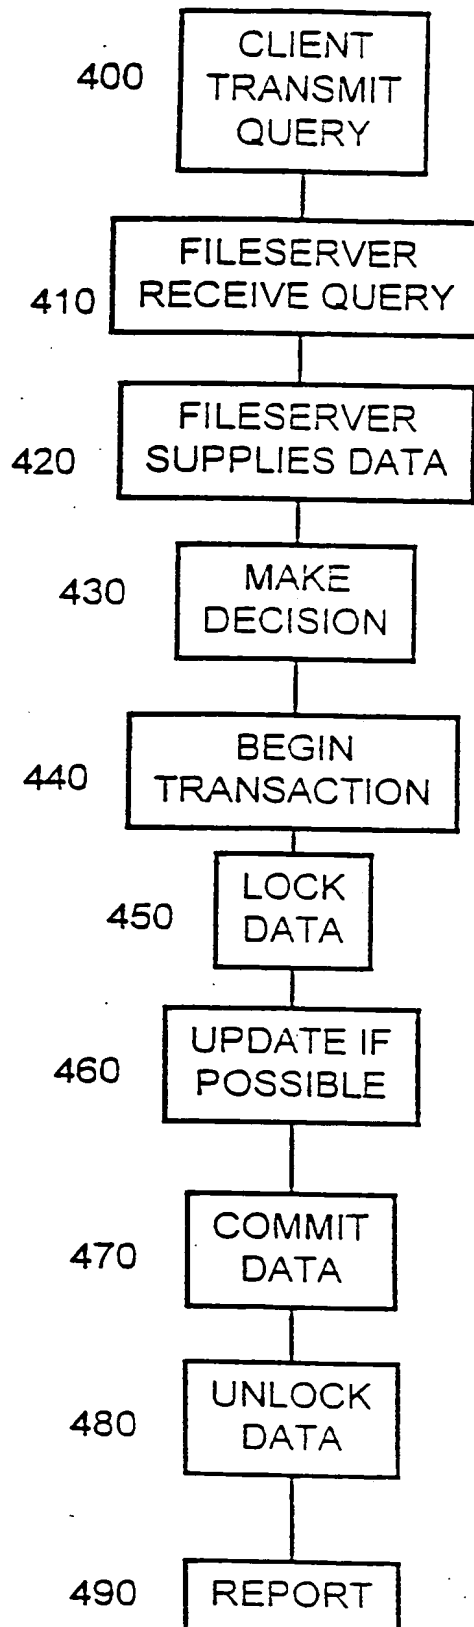 400
CLIENT
TRANSMIT
QUERY
410
FILESERVER
RECEIVE QUERY
420
FILESERVER
SUPPLIES DATA
430
MAKE
DECISION
440
BEGIN
TRANSACTION
450
LOCK
DATA
460
UPDATE IF
POSSIBLE
470
COMMIT
DATA
480
UNLOCK
DATA
490
REPORT